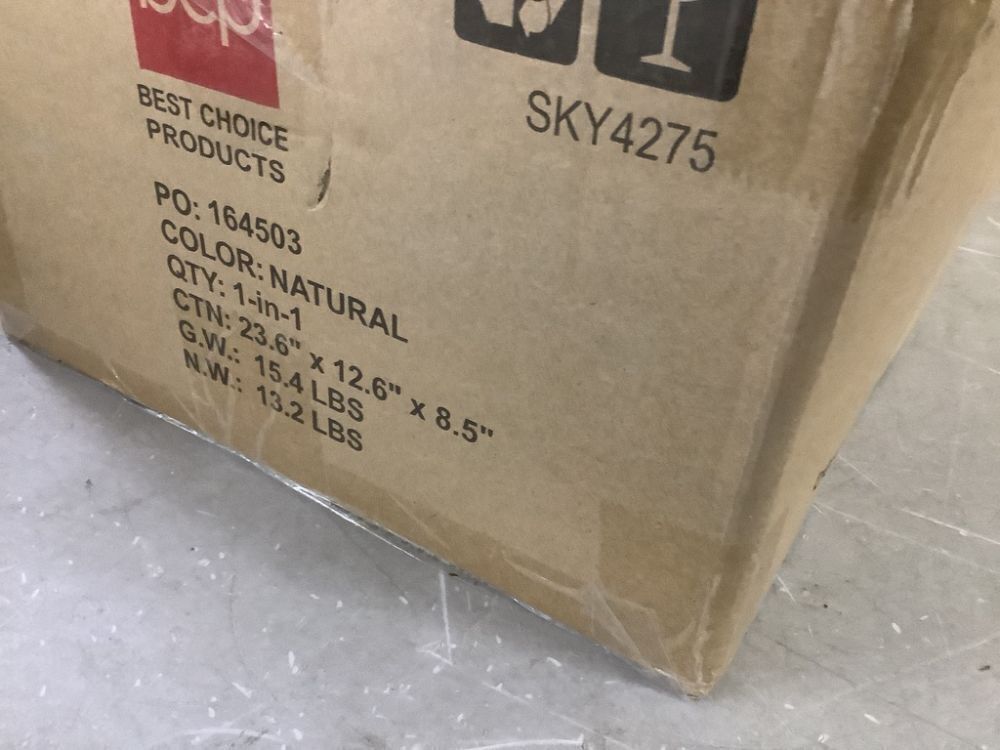 bcp
BEST CHOICE
PRODUCTS
SKY4275
PO: 164503
COLOR: NATURAL
QTY: 1-in-1
CTN: 23.6" x 12.6" x 8.5"
G.W.: 15.4 LBS
N.W.: 13.2 LBS